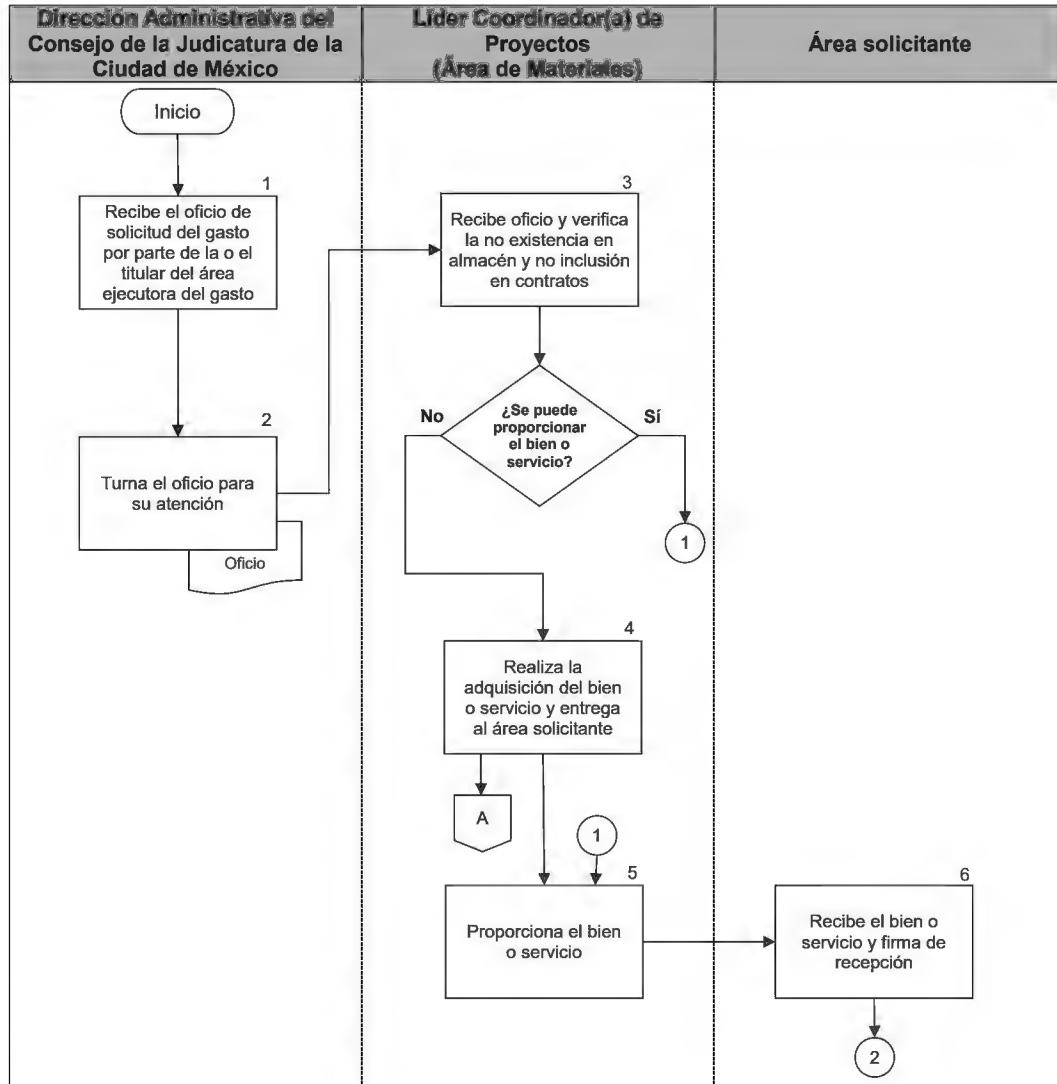 Dirección Administrativa del
Consejo de la Judicatura de la
Ciudad de México
Líder Coordinador(a) de
Proyectos
(Área de Materiales)
Área solicitante
Inicio
1
Recibe el oficio de
solicitud del gasto
por parte de la o el
titular del área
ejecutora del gasto
2
Turna el oficio para
su atención
Oficio
3
Recibe oficio y verifica
la no existencia en
almacén y no inclusión
en contratos
No
¿Se puede
proporcionar
el bien o
servicio?
Sí
1
4
Realiza la
adquisición del bien
o servicio y entrega
al área solicitante
A
1
5
Proporciona el bien
o servicio
6
Recibe el bien o
servicio y firma de
recepción
2